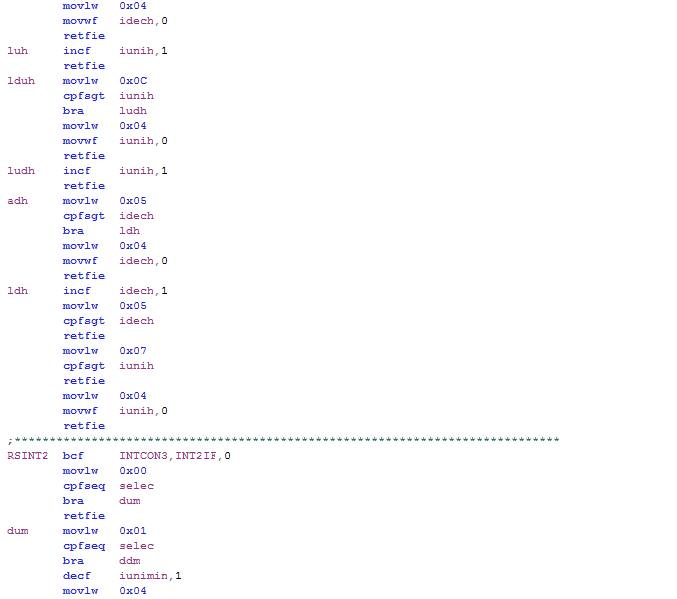 movlw 0x04
movwf idech,0
retfie
luh incf iunih,1
retfie
lduh movlw 0x0C
cpfsgt iunih
bra ludh
movlw 0x04
movwf iunih,0
retfie
ludh incf iunih,1
retfie
adh movlw 0x05
cpfsgt idech
bra ldh
movlw 0x04
movwf idech,0
retfie
ldh incf idech,1
movlw 0x05
cpfsgt idech
retfie
movlw 0x07
cpfsgt iunih
retfie
movlw 0x04
movwf iunih,0
retfie
;******************************************************************************
RSINT2 bcf INTCON3,INT2IF,0
movlw 0x00
cpfseq selec
bra dum
retfie
dum movlw 0x01
cpfseq selec
bra ddm
decf iunimin,1
movlw 0x04